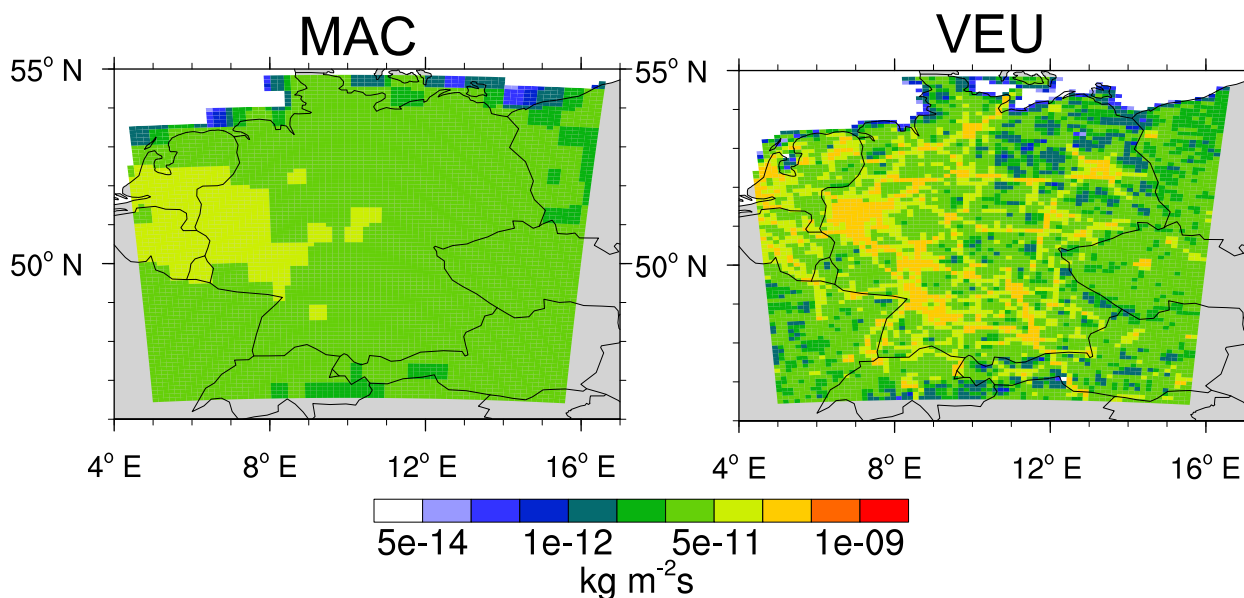 MAC VEU
55° N 55° N
50° N 50° N
4° E 8° E 12° E 16° E 4° E 8° E 12° E 16° E
5e-14 1e-12 5e-11 1e-09
kg m⁻²s